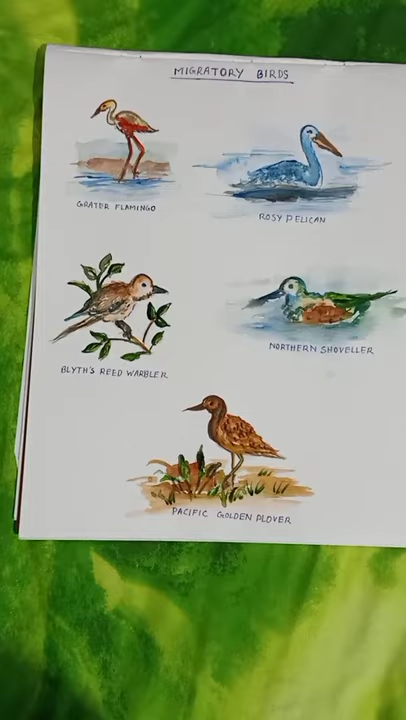 MIGRATORY BIRDS
GRATER FLAMINGO
ROSY PELICAN
BLYTH'S REED WARBLER
NORTHERN SHOVELLER
PACIFIC GOLDEN PLOVER